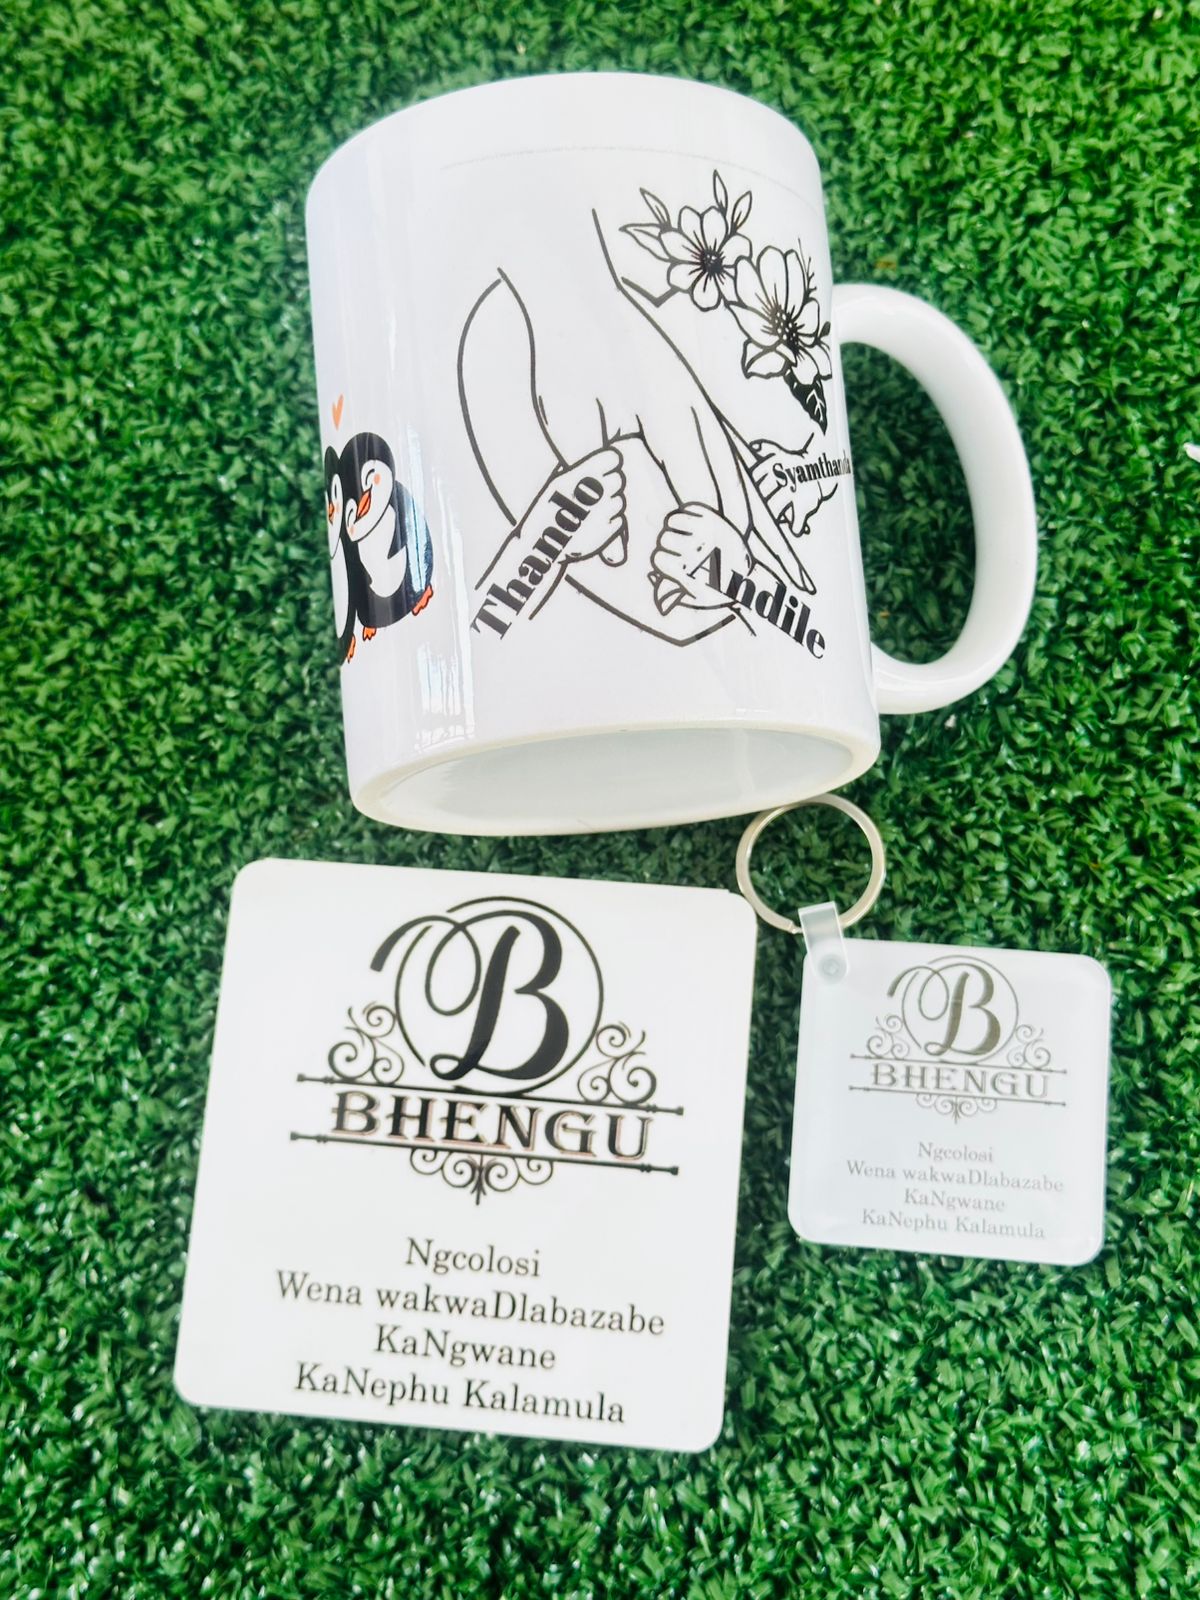 Thando
Andile
Syamthanda
B
BHENGU
Ngcolosi
Wena wakwaDlabazabe
KaNgwane
KaNephu Kalamula
B
BHENGU
Ngcolosi
Wena wakwaDlabazabe
KaNgwane
KaNephu Kalamula